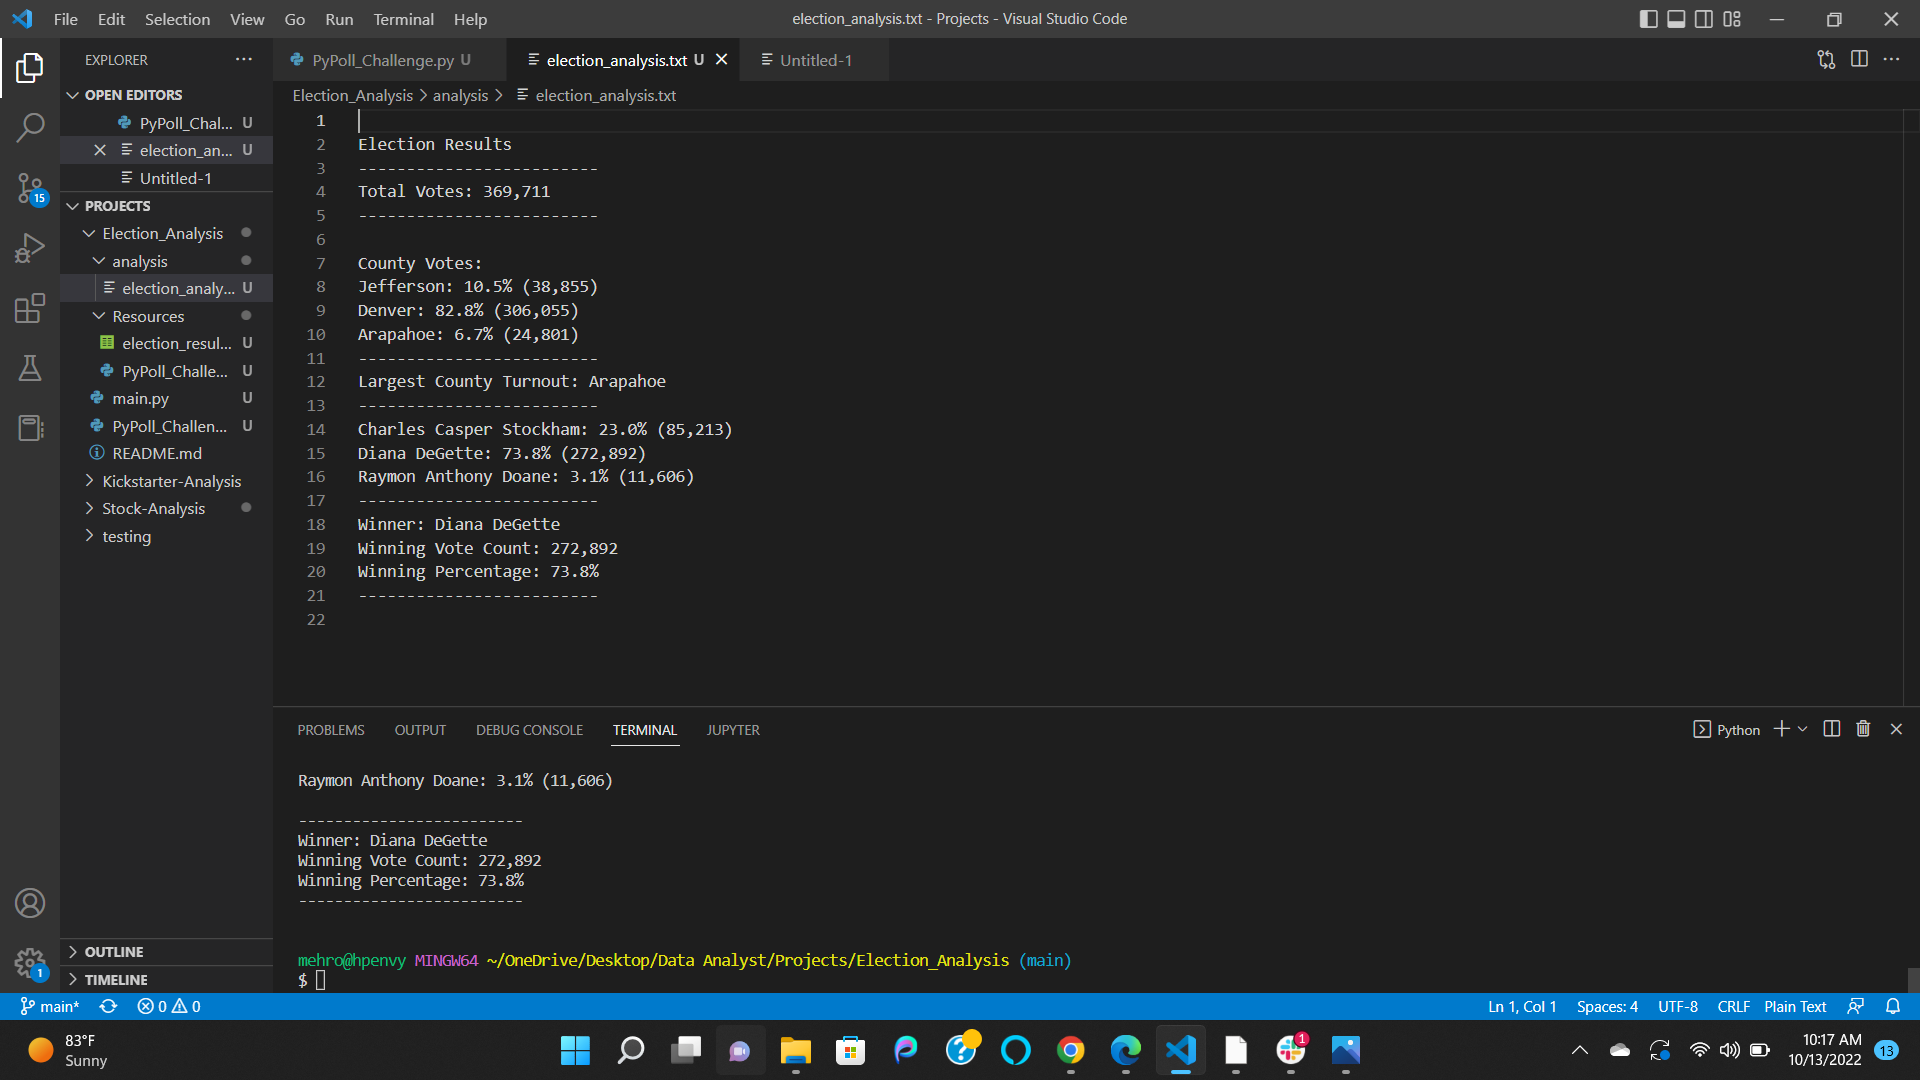 File Edit Selection View Go Run Terminal Help
election_analysis.txt - Projects - Visual Studio Code
EXPLORER ...
OPEN EDITORS
PyPoll_Chal... U
election_an... U
Untitled-1
PROJECTS
Election_Analysis
analysis
election_analy... U
Resources
election_resul... U
PyPoll_Challe... U
main.py U
PyPoll_Challen... U
README.md
Kickstarter-Analysis
Stock-Analysis
testing
OUTLINE
TIMELINE
15
1
PyPoll_Challenge.py U
election_analysis.txt U
Untitled-1
Election_Analysis > analysis > election_analysis.txt
1
2 Election Results
3 -------------------------
4 Total Votes: 369,711
5 -------------------------
6
7 County Votes:
8 Jefferson: 10.5% (38,855)
9 Denver: 82.8% (306,055)
10 Arapahoe: 6.7% (24,801)
11 -------------------------
12 Largest County Turnout: Arapahoe
13 -------------------------
14 Charles Casper Stockham: 23.0% (85,213)
15 Diana DeGette: 73.8% (272,892)
16 Raymon Anthony Doane: 3.1% (11,606)
17 -------------------------
18 Winner: Diana DeGette
19 Winning Vote Count: 272,892
20 Winning Percentage: 73.8%
21 -------------------------
22
PROBLEMS OUTPUT DEBUG CONSOLE TERMINAL JUPYTER
Python
Raymon Anthony Doane: 3.1% (11,606)
-------------------------
Winner: Diana DeGette
Winning Vote Count: 272,892
Winning Percentage: 73.8%
-------------------------
mehro@hpenvy MINGW64 ~/OneDrive/Desktop/Data Analyst/Projects/Election_Analysis (main)
$
main* 0 0
Ln 1, Col 1 Spaces: 4 UTF-8 CRLF Plain Text
83°F
Sunny
1
10:17 AM
10/13/2022
13